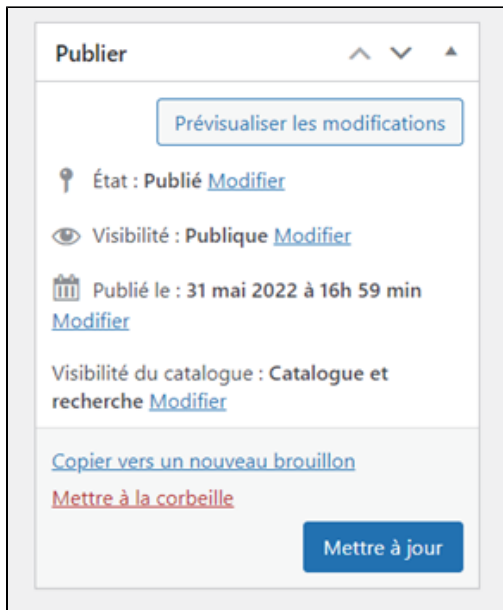 Publier
Prévisualiser les modifications
État : Publié Modifier
Visibilité : Publique Modifier
Publié le : 31 mai 2022 à 16h 59 min
Modifier
Visibilité du catalogue : Catalogue et
recherche Modifier
Copier vers un nouveau brouillon
Mettre à la corbeille
Mettre à jour